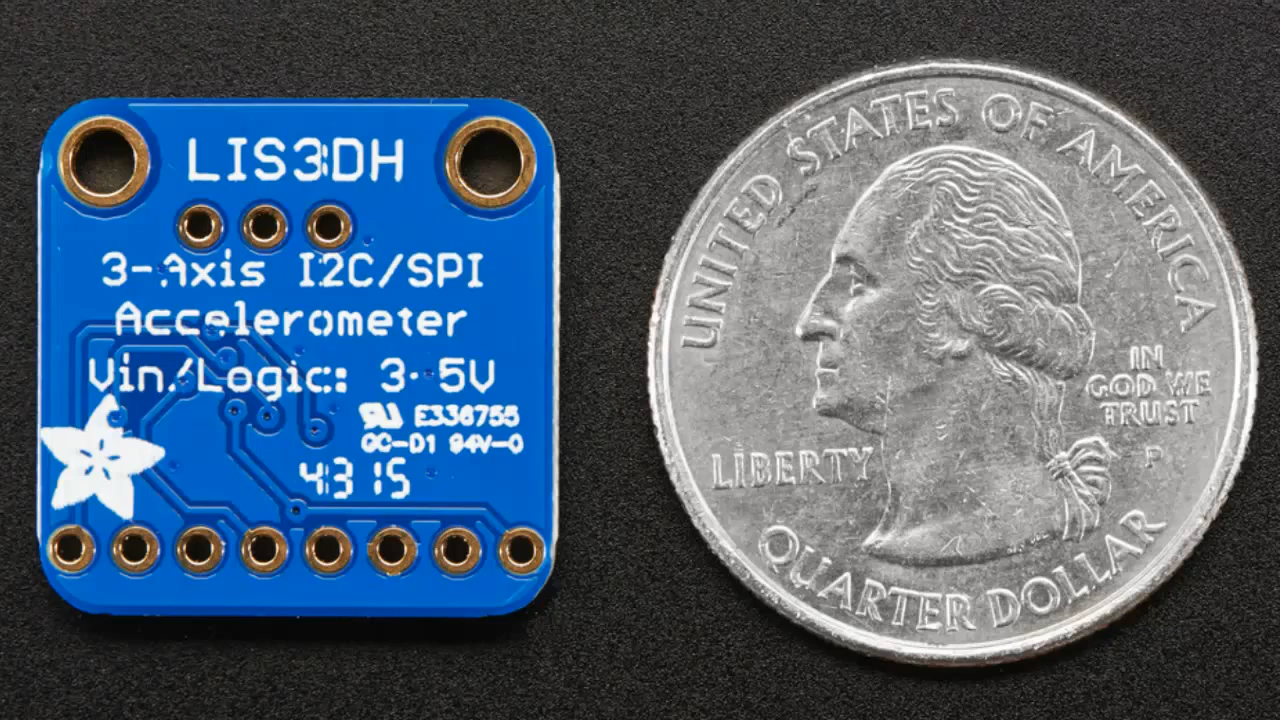 LIS3DH
3-Axis I2C/SPI
Accelerometer
Vin/Logic: 3-5V
E336755
QC-D1 94V-0
4315
UNITED STATES OF AMERICA
IN
GOD WE
TRUST
LIBERTY
P
QUARTER DOLLAR